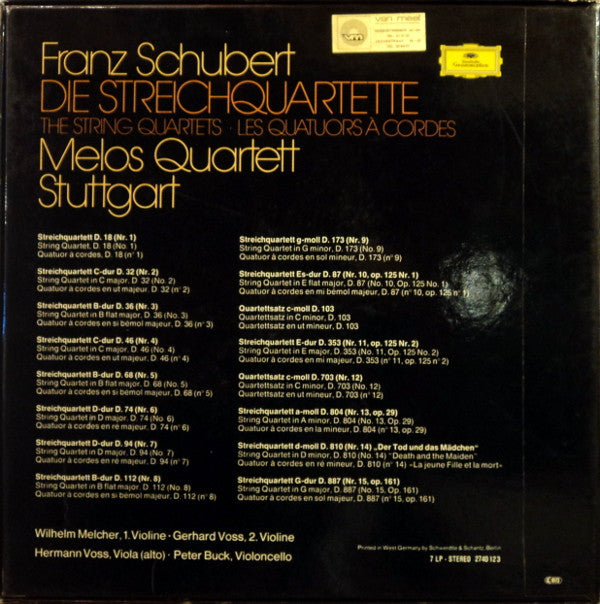 van meel
Deutsche
Grammophon
Franz Schubert
DIE STREICHQUARTETTE
THE STRING QUARTETS · LES QUATUORS À CORDES
Melos Quartett
Stuttgart
Streichquartett D. 18 (Nr. 1)
String Quartet, D. 18 (No. 1)
Quatuor à cordes, D. 18 (n° 1)
Streichquartett C-dur D. 32 (Nr. 2)
String Quartet in C major, D. 32 (No. 2)
Quatuor à cordes en ut majeur, D. 32 (n° 2)
Streichquartett B-dur D. 36 (Nr. 3)
String Quartet in B flat major, D. 36 (No. 3)
Quatuor à cordes en si bémol majeur, D. 36 (n° 3)
Streichquartett C-dur D. 46 (Nr. 4)
String Quartet in C major, D. 46 (No. 4)
Quatuor à cordes en ut majeur, D. 46 (n° 4)
Streichquartett B-dur D. 68 (Nr. 5)
String Quartet in B flat major, D. 68 (No. 5)
Quatuor à cordes en si bémol majeur, D. 68 (n° 5)
Streichquartett D-dur D. 74 (Nr. 6)
String Quartet in D major, D. 74 (No. 6)
Quatuor à cordes en ré majeur, D. 74 (n° 6)
Streichquartett D-dur D. 94 (Nr. 7)
String Quartet in D major, D. 94 (No. 7)
Quatuor à cordes en ré majeur, D. 94 (n° 7)
Streichquartett B-dur D. 112 (Nr. 8)
String Quartet in B flat major, D. 112 (No. 8)
Quatuor à cordes en si bémol majeur, D. 112 (n° 8)
Streichquartett g-moll D. 173 (Nr. 9)
String Quartet in G minor, D. 173 (No. 9)
Quatuor à cordes en sol mineur, D. 173 (n° 9)
Streichquartett Es-dur D. 87 (Nr. 10, op. 125 Nr. 1)
String Quartet in E flat major, D. 87 (No. 10, Op. 125 No. 1)
Quatuor à cordes en mi bémol majeur, D. 87 (n° 10, op. 125 n° 1)
Quartettsatz c-moll D. 103
Quartettsatz in C minor, D. 103
Quartettsatz en ut mineur, D. 103
Streichquartett E-dur D. 353 (Nr. 11, op. 125 Nr. 2)
String Quartet in E major, D. 353 (No. 11, Op. 125 No. 2)
Quatuor à cordes en mi majeur, D. 353 (n° 11, op. 125 n° 2)
Quartettsatz c-moll D. 703 (Nr. 12)
Quartettsatz in C minor, D. 703 (No. 12)
Quartettsatz en ut mineur, D. 703 (n° 12)
Streichquartett a-moll D. 804 (Nr. 13, op. 29)
String Quartet in A minor, D. 804 (No. 13, Op. 29)
Quatuor à cordes en la mineur, D. 804 (n° 13, op. 29)
Streichquartett d-moll D. 810 (Nr. 14) „Der Tod und das Mädchen“
String Quartet in D minor, D. 810 (No. 14) “Death and the Maiden”
Quatuor à cordes en ré mineur, D. 810 (n° 14) «La jeune Fille et la mort»
Streichquartett G-dur D. 887 (Nr. 15, op. 161)
String Quartet in G major, D. 887 (No. 15, Op. 161)
Quatuor à cordes en sol majeur, D. 887 (n° 15, op. 161)
Wilhelm Melcher, 1. Violine · Gerhard Voss, 2. Violine
Hermann Voss, Viola (alto) · Peter Buck, Violoncello
Printed in West Germany by Schwendtle & Schantz, Berlin
7 LP - STEREO 2740 123